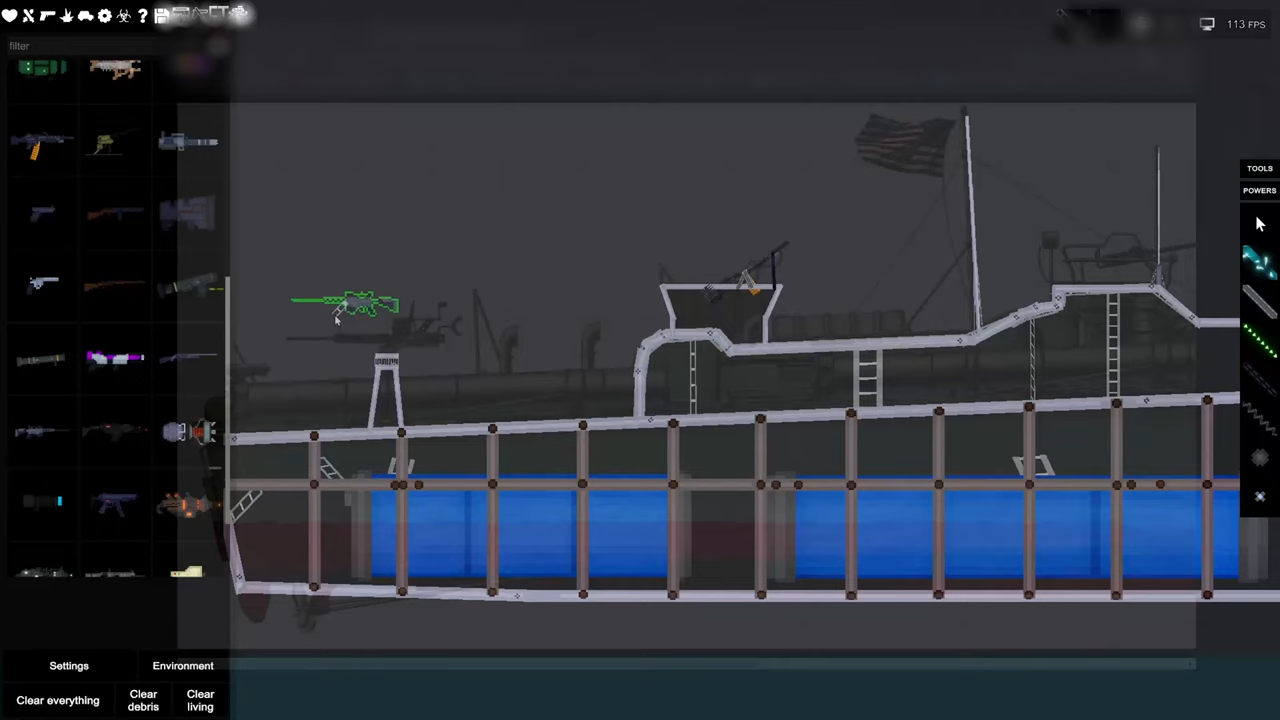 113 FPS
filter
TOOLS
POWERS
Settings
Environment
Clear everything
Clear
debris
Clear
living